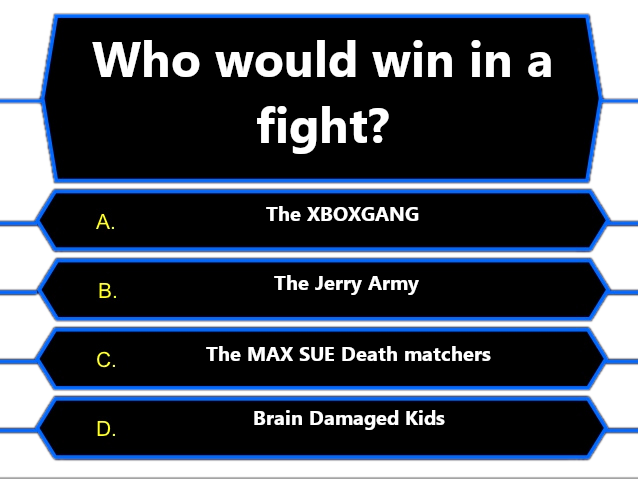 Who would win in a
fight?
A. The XBOXGANG
B. The Jerry Army
C. The MAX SUE Death matchers
D. Brain Damaged Kids